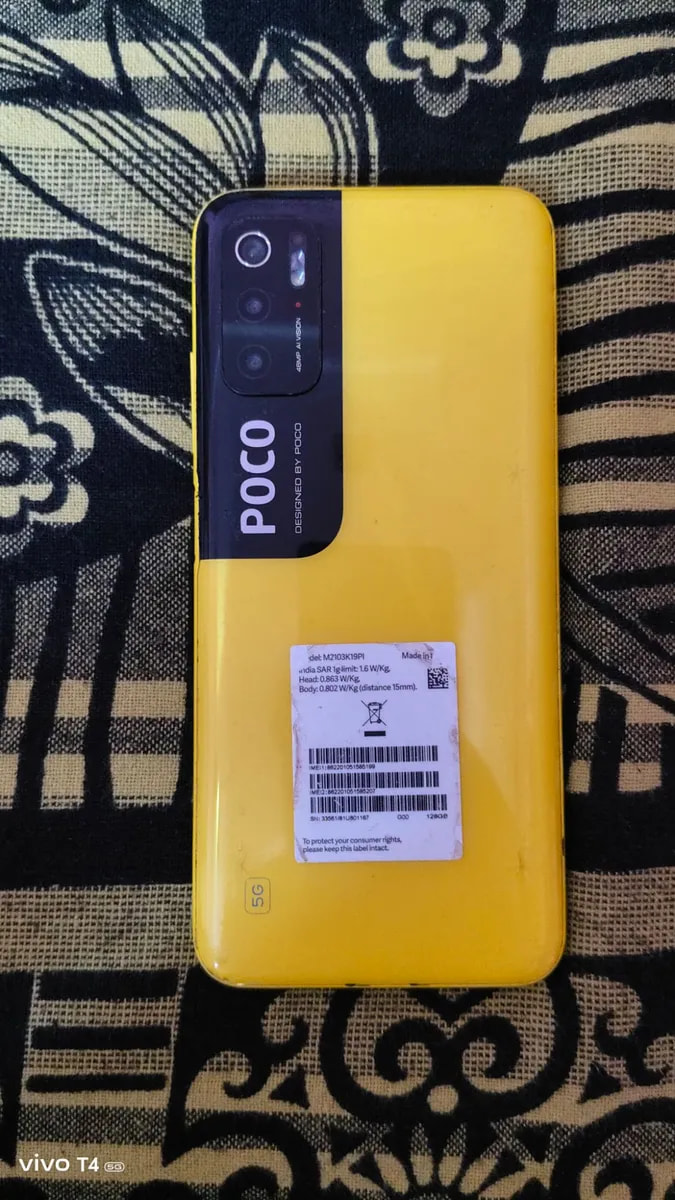 48MP AI VISION
POCO
DESIGNED BY POCO
del: M2103K19PI Made in
India SAR 1g limit: 1.6 W/Kg,
Head: 0.863 W/Kg,
Body: 0.802 W/Kg (distance 15mm).
To protect your consumer rights,
please keep this label intact.
128GB
5G
vivo T4 5G